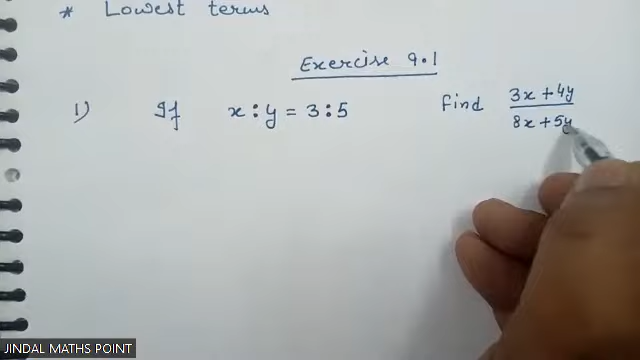 * Lowest terms
Exercise 9.1
1) If x : y = 3 : 5 find (3x + 4y)/(8x + 5y)
JINDAL MATHS POINT